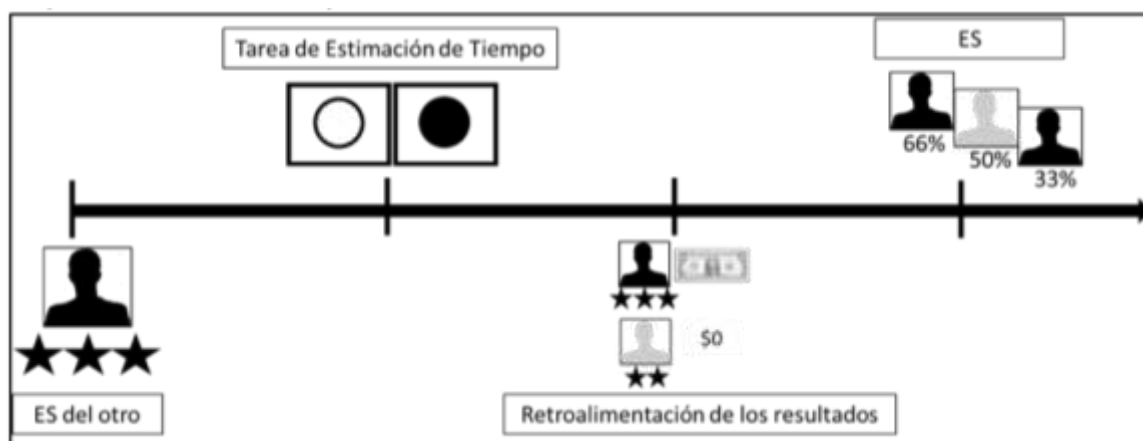 Tarea de Estimación de Tiempo
ES
66%
50%
33%
$0
ES del otro
Retroalimentación de los resultados